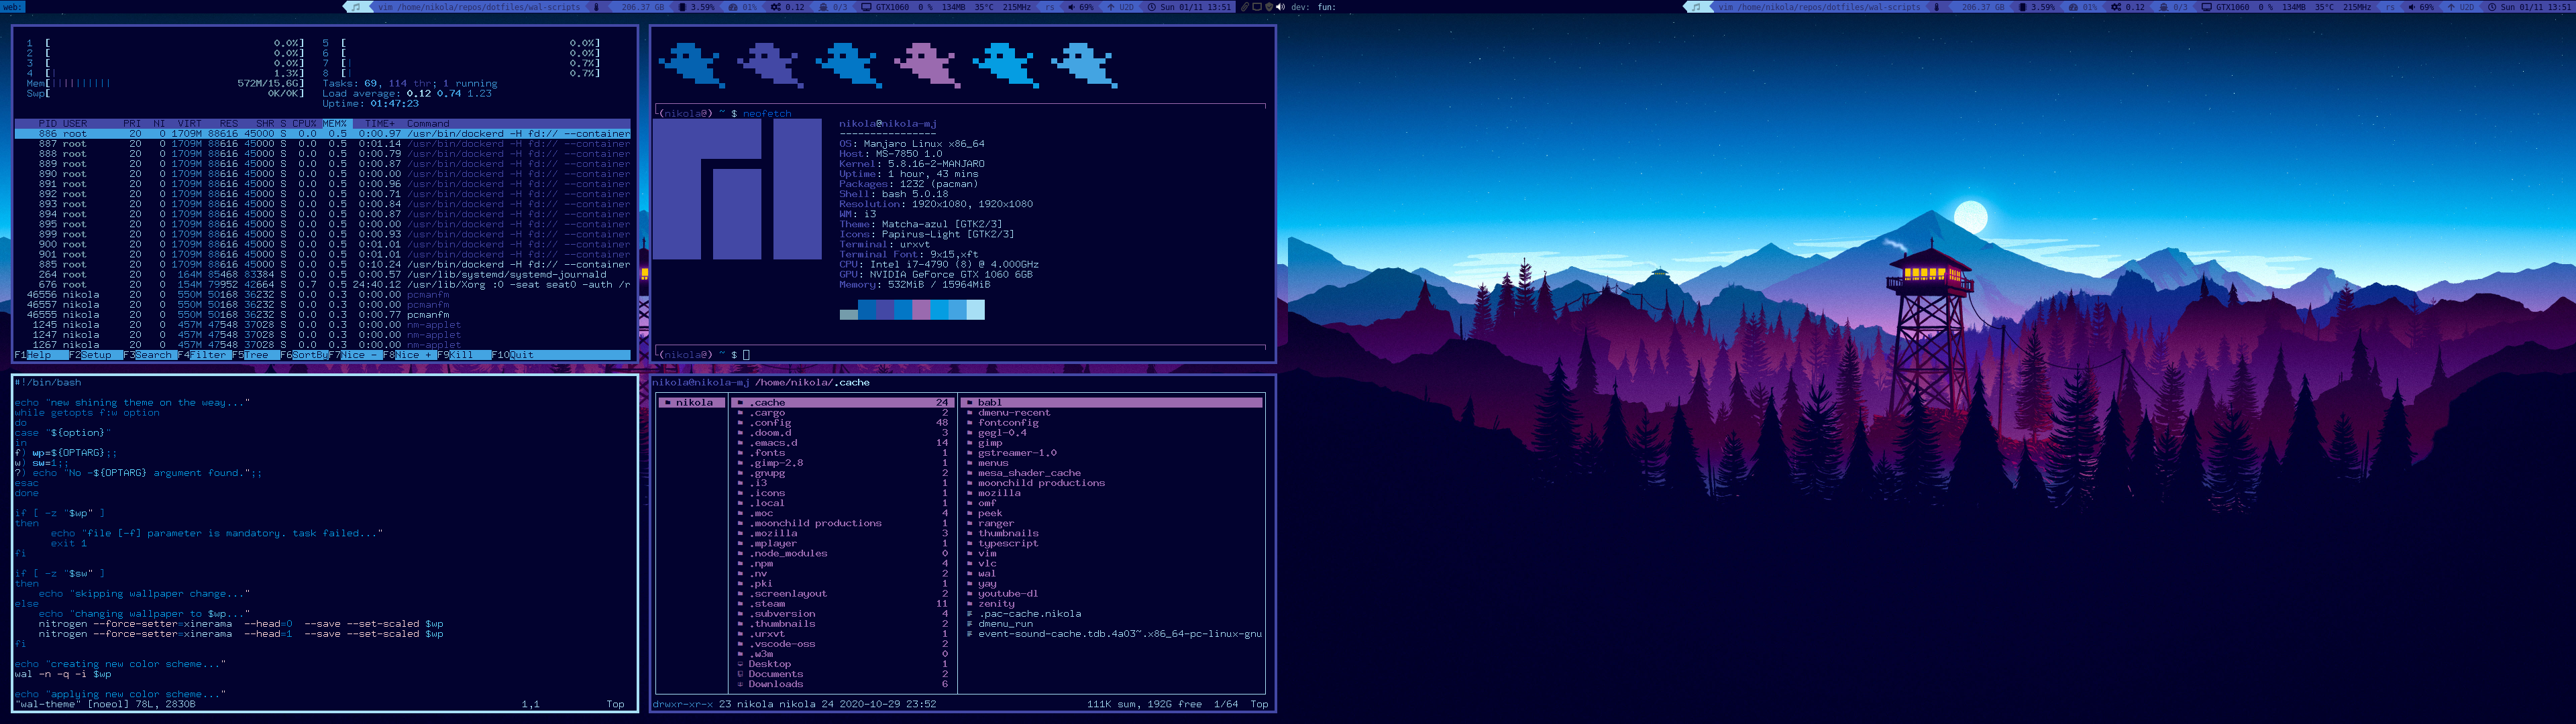 web:
vim /home/nikola/repos/dotfiles/wal-scripts 206.37 GB 3.59% 01% 0.12 0/3 GTX1060 0 % 134MB 35°C 215MHz rs 69% U2D Sun 01/11 13:51
dev: fun:
vim /home/nikola/repos/dotfiles/wal-scripts 206.37 GB 3.59% 01% 0.12 0/3 GTX1060 0 % 134MB 35°C 215MHz rs 69% U2D Sun 01/11 13:51
1 [ 0.0%] 5 [ 0.0%]
2 [ 0.0%] 6 [ 0.0%]
3 [ 0.0%] 7 [| 0.7%]
4 [| 1.3%] 8 [| 0.7%]
Mem[|||||||||| 572M/15.6G] Tasks: 69, 114 thr; 1 running
Swp[ 0K/0K] Load average: 0.12 0.74 1.23
Uptime: 01:47:23
PID USER PRI NI VIRT RES SHR S CPU% MEM% TIME+ Command
886 root 20 0 1709M 88616 45000 S 0.0 0.5 0:00.97 /usr/bin/dockerd -H fd:// --container
887 root 20 0 1709M 88616 45000 S 0.0 0.5 0:01.14 /usr/bin/dockerd -H fd:// --container
888 root 20 0 1709M 88616 45000 S 0.0 0.5 0:00.79 /usr/bin/dockerd -H fd:// --container
889 root 20 0 1709M 88616 45000 S 0.0 0.5 0:00.87 /usr/bin/dockerd -H fd:// --container
890 root 20 0 1709M 88616 45000 S 0.0 0.5 0:00.00 /usr/bin/dockerd -H fd:// --container
891 root 20 0 1709M 88616 45000 S 0.0 0.5 0:00.96 /usr/bin/dockerd -H fd:// --container
892 root 20 0 1709M 88616 45000 S 0.0 0.5 0:00.71 /usr/bin/dockerd -H fd:// --container
893 root 20 0 1709M 88616 45000 S 0.0 0.5 0:00.84 /usr/bin/dockerd -H fd:// --container
894 root 20 0 1709M 88616 45000 S 0.0 0.5 0:00.87 /usr/bin/dockerd -H fd:// --container
895 root 20 0 1709M 88616 45000 S 0.0 0.5 0:00.00 /usr/bin/dockerd -H fd:// --container
899 root 20 0 1709M 88616 45000 S 0.0 0.5 0:00.93 /usr/bin/dockerd -H fd:// --container
900 root 20 0 1709M 88616 45000 S 0.0 0.5 0:01.01 /usr/bin/dockerd -H fd:// --container
901 root 20 0 1709M 88616 45000 S 0.0 0.5 0:01.01 /usr/bin/dockerd -H fd:// --container
885 root 20 0 1709M 88616 45000 S 0.0 0.5 0:10.24 /usr/bin/dockerd -H fd:// --container
264 root 20 0 164M 85468 83384 S 0.0 0.5 0:00.57 /usr/lib/systemd/systemd-journald
676 root 20 0 154M 79952 42664 S 0.7 0.5 24:40.12 /usr/lib/Xorg :0 -seat seat0 -auth /r
46556 nikola 20 0 550M 50168 36232 S 0.0 0.3 0:00.00 pcmanfm
46557 nikola 20 0 550M 50168 36232 S 0.0 0.3 0:00.00 pcmanfm
46555 nikola 20 0 550M 50168 36232 S 0.0 0.3 0:00.77 pcmanfm
1245 nikola 20 0 457M 47548 37028 S 0.0 0.3 0:00.00 nm-applet
1247 nikola 20 0 457M 47548 37028 S 0.0 0.3 0:00.00 nm-applet
1267 nikola 20 0 457M 47548 37028 S 0.0 0.3 0:00.00 nm-applet
F1Help F2Setup F3Search F4Filter F5Tree F6SortBy F7Nice - F8Nice + F9Kill F10Quit
(nikola@) ~ $ neofetch
nikola@nikola-mj
----------------
OS: Manjaro Linux x86_64
Host: MS-7850 1.0
Kernel: 5.8.16-2-MANJARO
Uptime: 1 hour, 43 mins
Packages: 1232 (pacman)
Shell: bash 5.0.18
Resolution: 1920x1080, 1920x1080
WM: i3
Theme: Matcha-azul [GTK2/3]
Icons: Papirus-Light [GTK2/3]
Terminal: urxvt
Terminal Font: 9x15,xft
CPU: Intel i7-4790 (8) @ 4.000GHz
GPU: NVIDIA GeForce GTX 1060 6GB
Memory: 532MiB / 15964MiB
(nikola@) ~ $
#!/bin/bash
echo "new shining theme on the weay..."
while getopts f:w option
do
case "${option}"
in
f) wp=${OPTARG};;
w) sw=1;;
?) echo "No -${OPTARG} argument found.";;
esac
done
if [ -z "$wp" ]
then
echo "file [-f] parameter is mandatory. task failed..."
exit 1
fi
if [ -z "$sw" ]
then
echo "skipping wallpaper change..."
else
echo "changing wallpaper to $wp..."
nitrogen --force-setter=xinerama --head=0 --save --set-scaled $wp
nitrogen --force-setter=xinerama --head=1 --save --set-scaled $wp
fi
echo "creating new color scheme..."
wal -n -q -i $wp
echo "applying new color scheme..."
"wal-theme" [noeol] 78L, 2830B 1,1 Top
nikola@nikola-mj /home/nikola/.cache
nikola .cache 24 babl
.cargo 2 dmenu-recent
.config 48 fontconfig
.doom.d 3 gegl-0.4
.emacs.d 14 gimp
.fonts 1 gstreamer-1.0
.gimp-2.8 1 menus
.gnupg 2 mesa_shader_cache
.i3 1 moonchild productions
.icons 1 mozilla
.local 1 omf
.moc 4 peek
.moonchild productions 1 ranger
.mozilla 3 thumbnails
.mplayer 1 typescript
.node_modules 0 vim
.npm 4 vlc
.nv 2 wal
.pki 1 yay
.screenlayout 2 youtube-dl
.steam 11 zenity
.subversion 4 .pac-cache.nikola
.thumbnails 2 dmenu_run
.urxvt 1 event-sound-cache.tdb.4a03~.x86_64-pc-linux-gnu
.vscode-oss 2
.w3m 0
Desktop 1
Documents 2
Downloads 6
drwxr-xr-x 23 nikola nikola 24 2020-10-29 23:52 111K sum, 192G free 1/64 Top